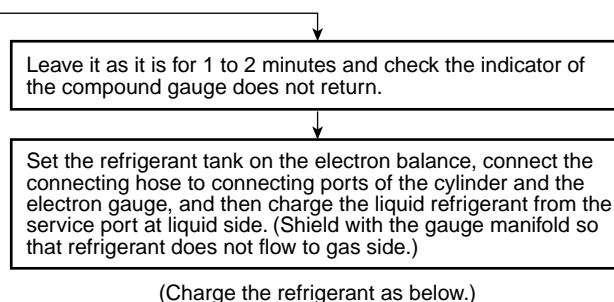 Leave it as it is for 1 to 2 minutes and check the indicator of
the compound gauge does not return.
Set the refrigerant tank on the electron balance, connect the
connecting hose to connecting ports of the cylinder and the
electron gauge, and then charge the liquid refrigerant from the
service port at liquid side. (Shield with the gauge manifold so
that refrigerant does not flow to gas side.)
(Charge the refrigerant as below.)